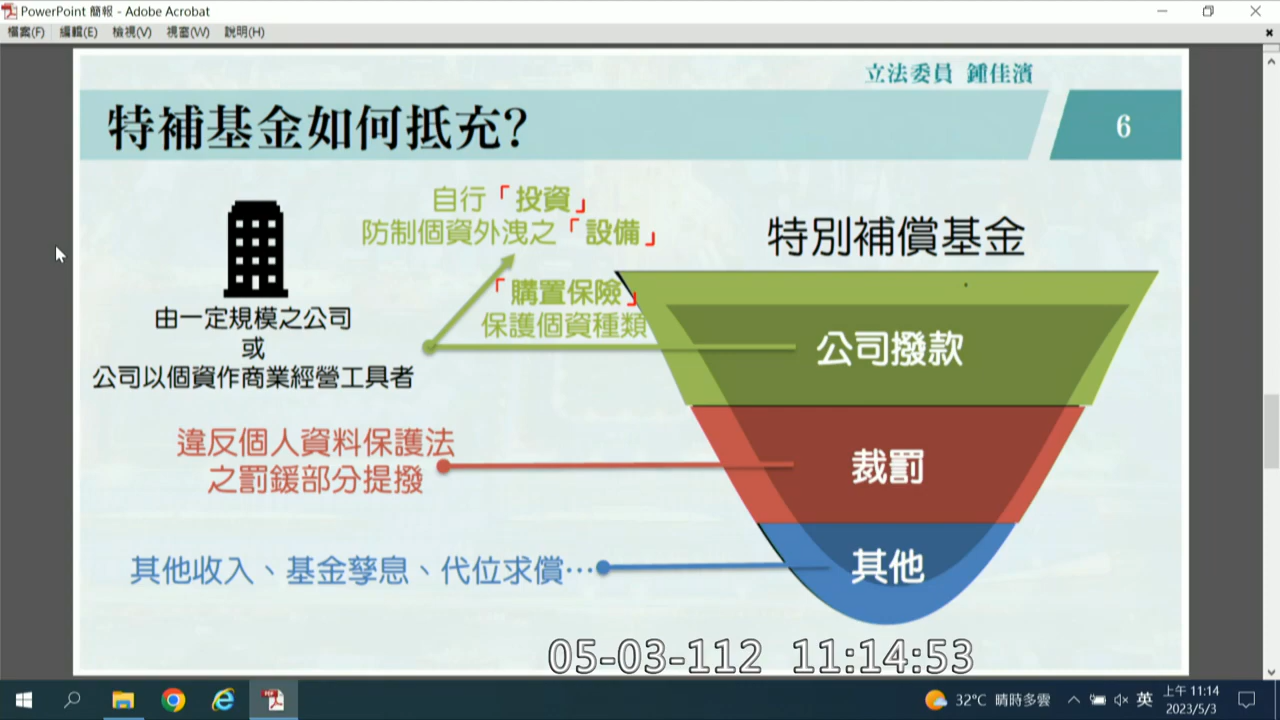 PowerPoint 簡報 - Adobe Acrobat
檔案(F) 編輯(E) 檢視(V) 視窗(W) 說明(H)
立法委員 鍾佳濱
特補基金如何抵充?
6
自行「投資」
防制個資外洩之「設備」
特別補償基金
「購置保險」
保護個資種類
由一定規模之公司
或
公司以個資作商業經營工具者
公司撥款
違反個人資料保護法
之罰鍰部分提撥
裁罰
其他收入、基金孳息、代位求償…
其他
05-03-112 11:14:53
32°C 晴時多雲
英
上午 11:14
2023/5/3